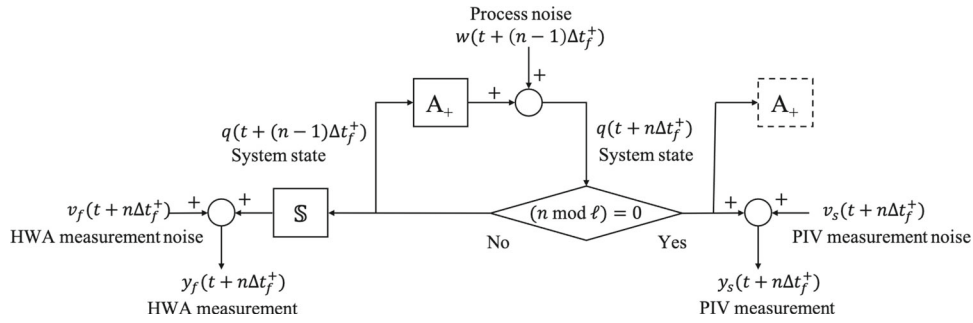 Process noise
w(t + (n − 1)Δt_f^+)
+
+
A_+
A_+
q(t + (n − 1)Δt_f^+)
System state
q(t + nΔt_f^+)
System state
v_f(t + nΔt_f^+)
HWA measurement noise
+
+
𝕊
(n mod ℓ) = 0
No
Yes
+
+
v_s(t + nΔt_f^+)
PIV measurement noise
y_f(t + nΔt_f^+)
HWA measurement
y_s(t + nΔt_f^+)
PIV measurement